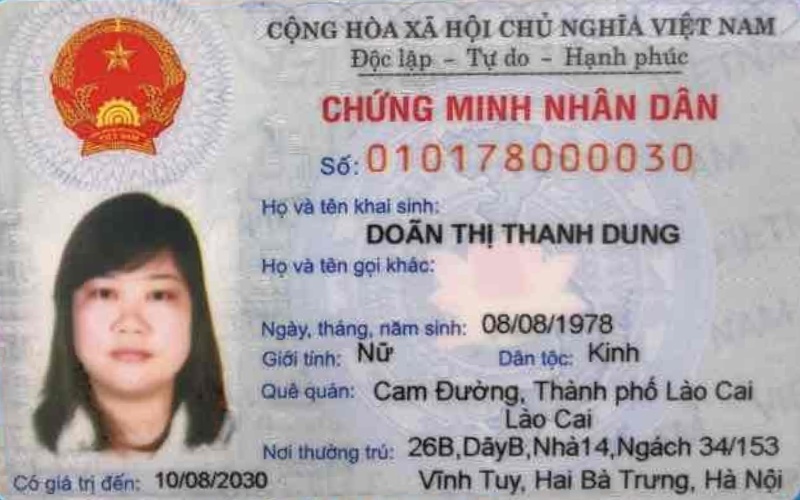 CỘNG HÒA XÃ HỘI CHỦ NGHĨA VIỆT NAM
Độc lập - Tự do - Hạnh phúc
CHỨNG MINH NHÂN DÂN
Số: 010178000030
Họ và tên khai sinh:
DOÃN THỊ THANH DUNG
Họ và tên gọi khác:
Ngày, tháng, năm sinh: 08/08/1978
Giới tính: Nữ Dân tộc: Kinh
Quê quán: Cam Đường, Thành phố Lào Cai
Lào Cai
Nơi thường trú: 26B,DãyB,Nhà14,Ngách 34/153
Vĩnh Tuy, Hai Bà Trưng, Hà Nội
Có giá trị đến: 10/08/2030
VIỆT NAM